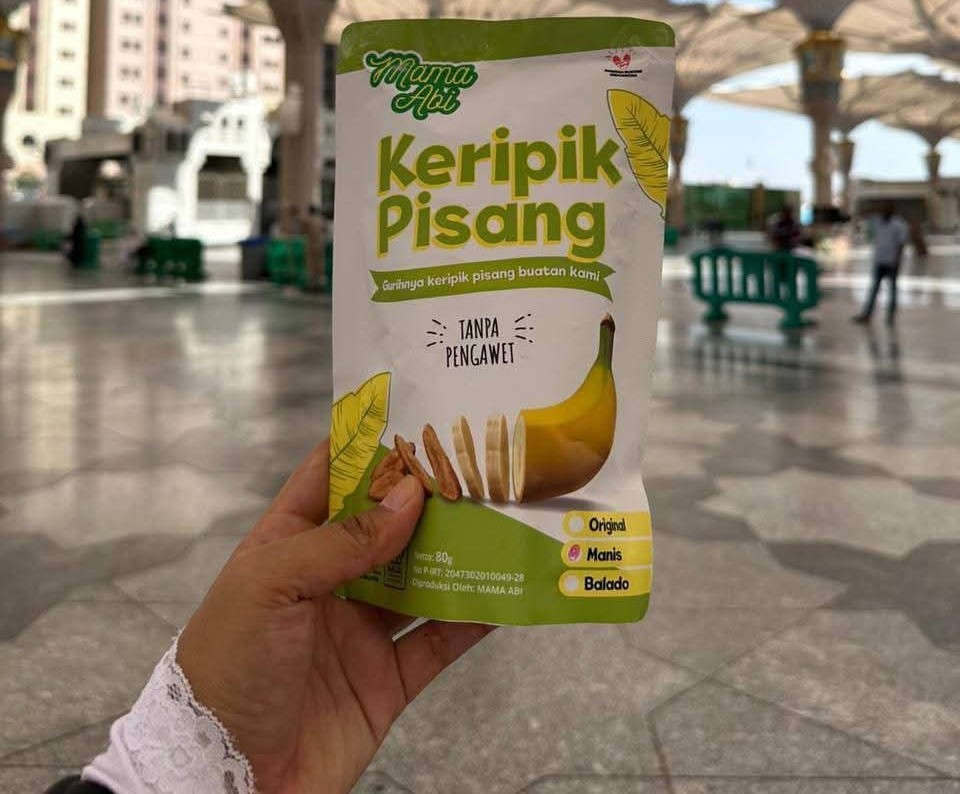 Mama
Abi
Keripik
Pisang
Gurihnya keripik pisang buatan kami
TANPA
PENGAWET
Original
Manis
Balado
Netto: 80g
No P-IRT: 2047302010049-28
Diproduksi Oleh: MAMA ABI